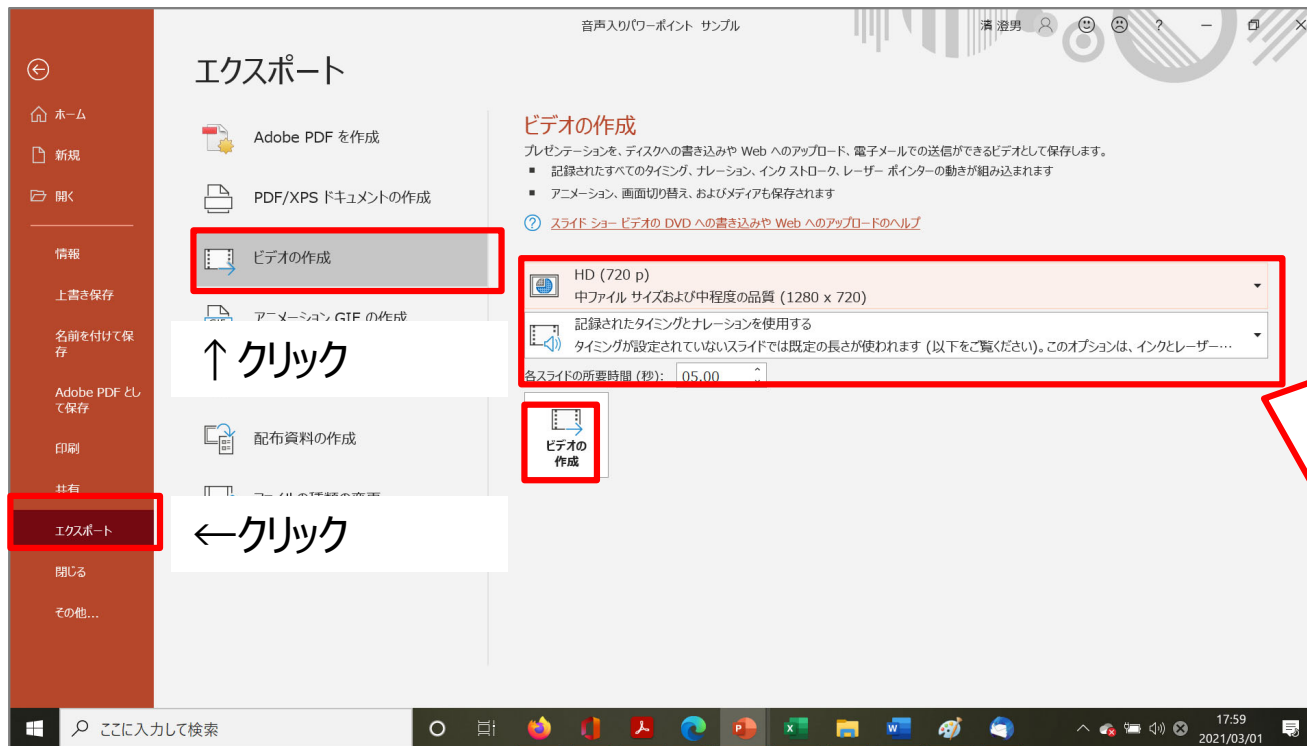 音声入りパワーポイント サンプル
濱 澄男
?
エクスポート
ホーム
新規
開く
情報
上書き保存
名前を付けて保
存
Adobe PDF とし
て保存
印刷
共有
エクスポート
閉じる
その他...
Adobe PDF を作成
PDF/XPS ドキュメントの作成
ビデオの作成
アニメーション GIF の作成
↑クリック
配布資料の作成
ファイルの種類の変更
←クリック
ビデオの作成
プレゼンテーションを、ディスクへの書き込みや Web へのアップロード、電子メールでの送信ができるビデオとして保存します。
■ 記録されたすべてのタイミング、ナレーション、インク ストローク、レーザー ポインターの動きが組み込まれます
■ アニメーション、画面切り替え、およびメディアも保存されます
? スライド ショー ビデオの DVD への書き込みや Web へのアップロードのヘルプ
HD (720 p)
中ファイル サイズおよび中程度の品質 (1280 x 720)
記録されたタイミングとナレーションを使用する
タイミングが設定されていないスライドでは既定の長さが使われます (以下をご覧ください)。このオプションは、インクとレーザー…
各スライドの所要時間 (秒): 05.00
ビデオの
作成
ここに入力して検索
17:59
2021/03/01